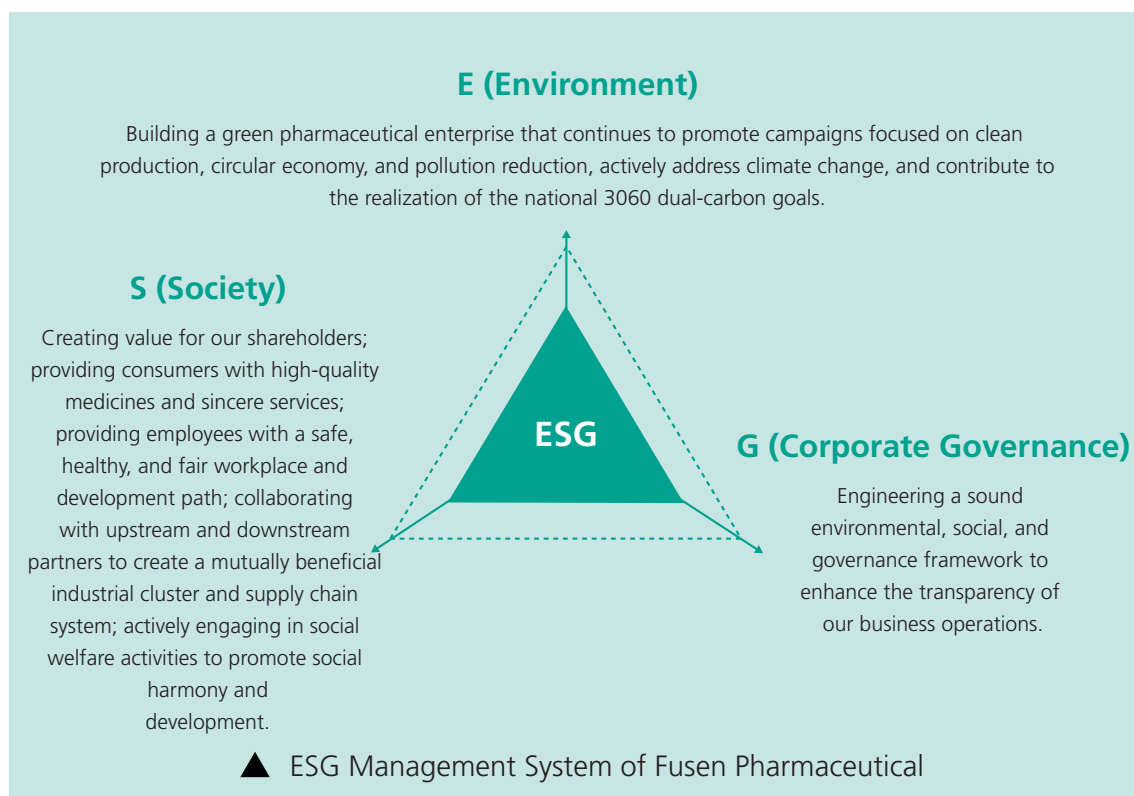 E (Environment)
Building a green pharmaceutical enterprise that continues to promote campaigns focused on clean
production, circular economy, and pollution reduction, actively address climate change, and contribute to
the realization of the national 3060 dual-carbon goals.
S (Society)
Creating value for our shareholders;
providing consumers with high-quality
medicines and sincere services;
providing employees with a safe,
healthy, and fair workplace and
development path; collaborating
with upstream and downstream
partners to create a mutually beneficial
industrial cluster and supply chain
system; actively engaging in social
welfare activities to promote social
harmony and
development.
ESG
G (Corporate Governance)
Engineering a sound
environmental, social, and
governance framework to
enhance the transparency of
our business operations.
ESG Management System of Fusen Pharmaceutical